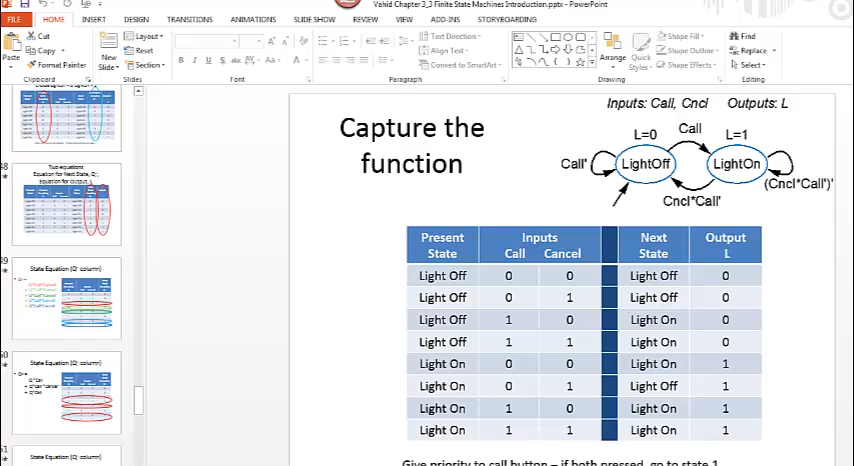 Vahid Chapter 3_3 Finite State Machines Introduction.pptx - PowerPoint
FILE HOME INSERT DESIGN TRANSITIONS ANIMATIONS SLIDE SHOW REVIEW VIEW ADD-INS STORYBOARDING
Paste
Cut
Copy
Format Painter
Clipboard
New
Slide
Layout
Reset
Section
Slides
B I U S abc AV Aa A
Font
Text Direction
Align Text
Convert to SmartArt
Paragraph
Arrange
Quick
Styles
Shape Fill
Shape Outline
Shape Effects
Drawing
Find
Replace
Select
Editing
48
Two equations
Equation for Next State, Q'
Equation for Output, L
49
State Equation (Q' column)
50
State Equation (Q' column)
51
State Equation (Q' column)
Capture the
function
Inputs: Call, Cncl Outputs: L
L=0 Call L=1
Call' LightOff LightOn
(Cncl*Call')'
Cncl*Call'
Present Inputs Next Output
State Call Cancel State L
Light Off 0 0 Light Off 0
Light Off 0 1 Light Off 0
Light Off 1 0 Light On 0
Light Off 1 1 Light On 0
Light On 0 0 Light On 1
Light On 0 1 Light Off 1
Light On 1 0 Light On 1
Light On 1 1 Light On 1
Give priority to call button – if both pressed, go to state 1